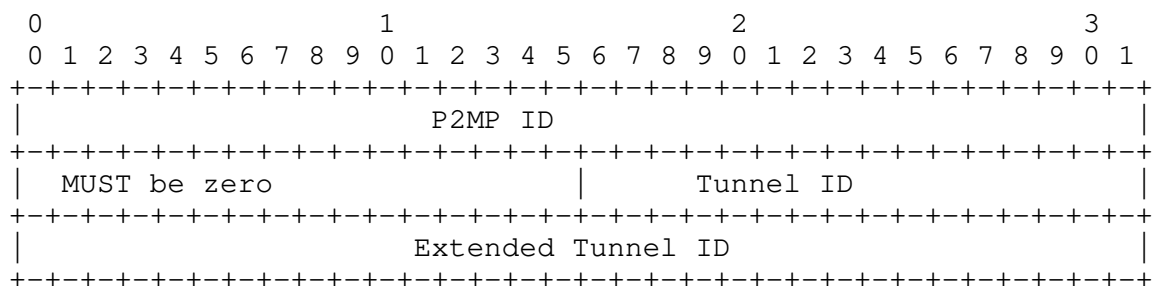 0                   1                   2                   3
 0 1 2 3 4 5 6 7 8 9 0 1 2 3 4 5 6 7 8 9 0 1 2 3 4 5 6 7 8 9 0 1
+-+-+-+-+-+-+-+-+-+-+-+-+-+-+-+-+-+-+-+-+-+-+-+-+-+-+-+-+-+-+-+-+
|                       P2MP ID                                 |
+-+-+-+-+-+-+-+-+-+-+-+-+-+-+-+-+-+-+-+-+-+-+-+-+-+-+-+-+-+-+-+-+
|  MUST be zero                 |      Tunnel ID                |
+-+-+-+-+-+-+-+-+-+-+-+-+-+-+-+-+-+-+-+-+-+-+-+-+-+-+-+-+-+-+-+-+
|                      Extended Tunnel ID                       |
+-+-+-+-+-+-+-+-+-+-+-+-+-+-+-+-+-+-+-+-+-+-+-+-+-+-+-+-+-+-+-+-+